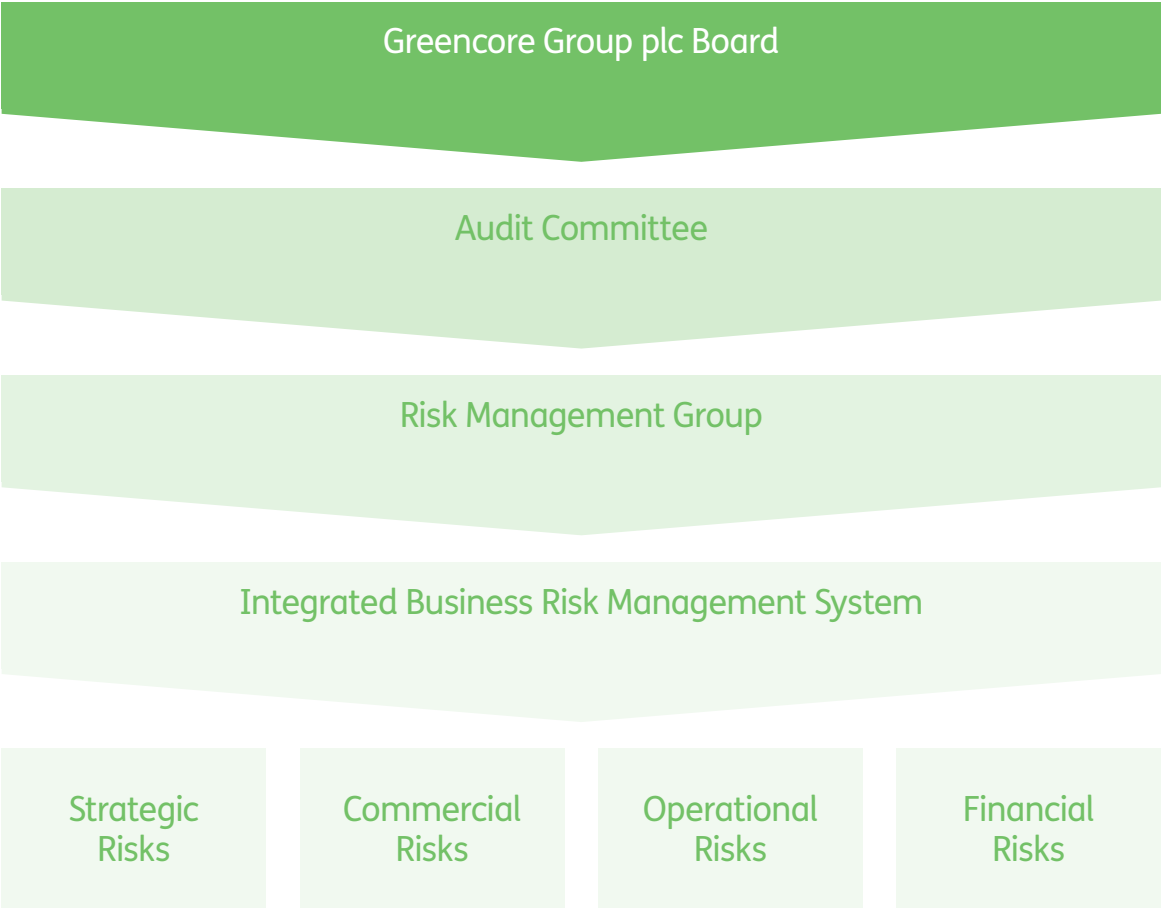 Greencore Group plc Board
Audit Committee
Risk Management Group
Integrated Business Risk Management System
Strategic
Risks
Commercial
Risks
Operational
Risks
Financial
Risks